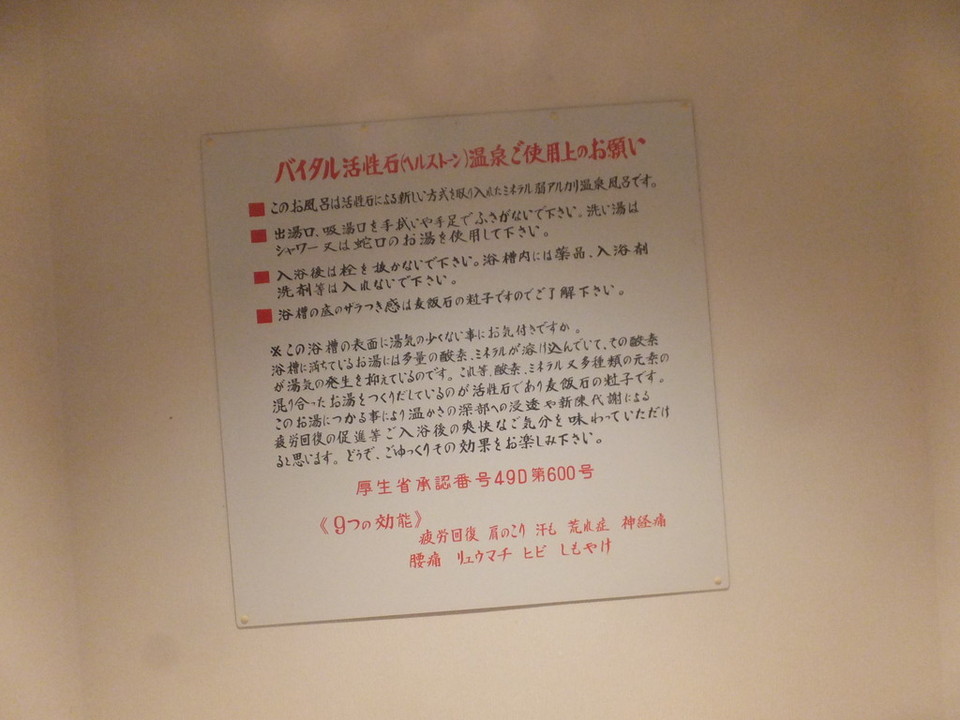 バイタル活性石(ヘルストーン)温泉ご使用上のお願い
■ このお風呂は活性石による新しい方式を取り入れたミネラル弱アルカリ温泉風呂です。
■ 出湯口、吸湯口を手拭いや手足でふさがないで下さい。洗い湯は
シャワー又は蛇口のお湯を使用して下さい。
■ 入浴後は栓を抜かないで下さい。浴槽内には薬品、入浴剤
洗剤等は入れないで下さい。
■ 浴槽の底のザラつき感は麦飯石の粒子ですのでご了解下さい。
※この浴槽の表面に湯気の少くない事にお気付きですか。
浴槽に満ちているお湯には多量の酸素、ミネラルが溶け込んでいて、その酸素
が湯気の発生を抑えているのです。これ等、酸素、ミネラル又多種類の元素の
混り合ったお湯をつくりだしているのが活性石であり麦飯石の粒子です。
このお湯につかる事により温かさの深部への浸透や新陳代謝による
疲労回復の促進等ご入浴後の爽快なご気分を味わっていただけ
ると思います。どうぞ、ごゆっくりその効果をお楽しみ下さい。
厚生省承認番号49D第600号
《9つの効能》
疲労回復 肩のこり 汗も 荒れ症 神経痛
腰痛 リュウマチ ヒビ しもやけ